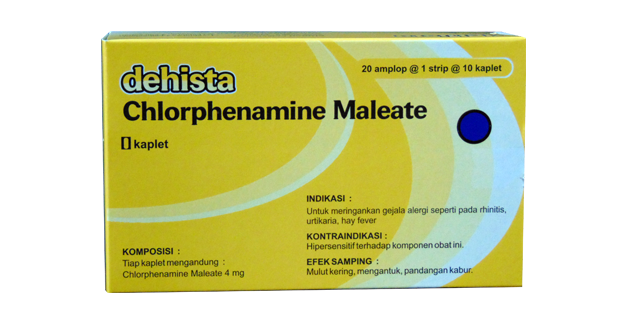 dehista
20 amplop @ 1 strip @ 10 kaplet
Chlorphenamine Maleate
kaplet
INDIKASI :
Untuk meringankan gejala alergi seperti pada rhinitis,
urtikaria, hay fever
KONTRAINDIKASI :
Hipersensitif terhadap komponen obat ini.
EFEK SAMPING :
Mulut kering, mengantuk, pandangan kabur.
KOMPOSISI :
Tiap kaplet mengandung :
Chlorphenamine Maleate 4 mg